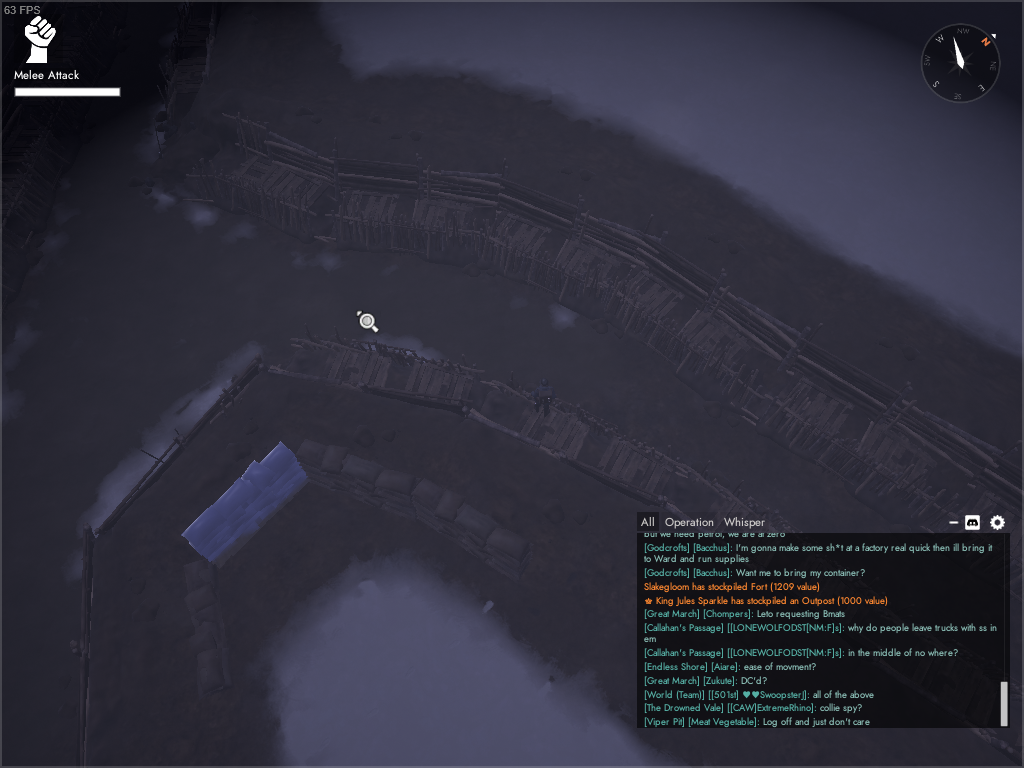 63 FPS
Melee Attack
W NW N
SW NE
S SE E
All Operation Whisper
but we need petrol, we are at zero
[Godcrofts] [Bacchus]: I'm gonna make some sh*t at a factory real quick then ill bring it
to Ward and run supplies
[Godcrofts] [Bacchus]: Want me to bring my container?
Slakegloom has stockpiled Fort (1209 value)
King Jules Sparkle has stockpiled an Outpost (1000 value)
[Great March] [Chompers]: Leto requesting Bmats
[Callahan's Passage] [[LONEWOLFODST[NM:F]s]: why do people leave trucks with ss in
em
[Callahan's Passage] [[LONEWOLFODST[NM:F]s]: in the middle of no where?
[Endless Shore] [Aiare]: ease of movment?
[Great March] [Zukute]: DC'd?
[World (Team)] [[501st] ♥♥SwoopsterJ]: all of the above
[The Drowned Vale] [[CAW]ExtremeRhino]: collie spy?
[Viper Pit] [Meat Vegetable]: Log off and just don't care